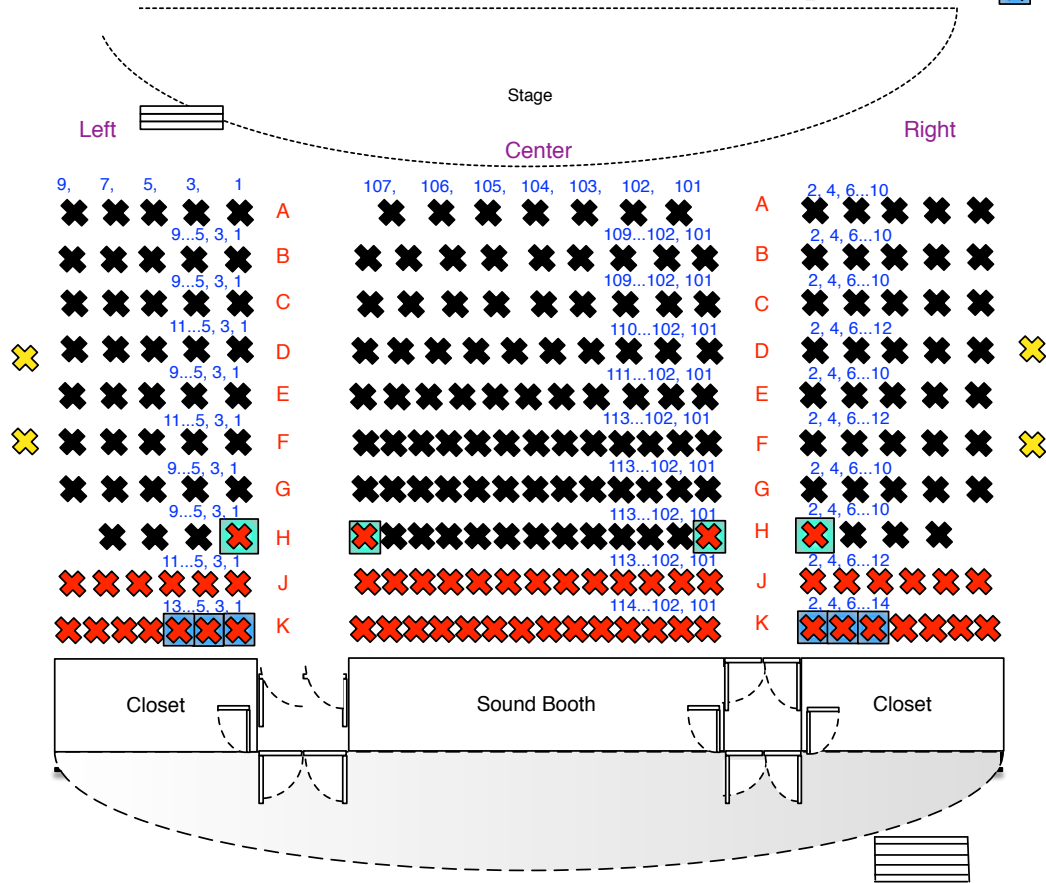 Stage
Left
Right
Center
9, 7, 5, 3, 1
107, 106, 105, 104, 103, 102, 101
2, 4, 6...10
A
A
9...5, 3, 1
109...102, 101
2, 4, 6...10
B
B
9...5, 3, 1
109...102, 101
2, 4, 6...10
C
C
11...5, 3, 1
110...102, 101
2, 4, 6...12
D
D
9...5, 3, 1
111...102, 101
2, 4, 6...10
E
E
11...5, 3, 1
113...102, 101
2, 4, 6...12
F
F
9...5, 3, 1
113...102, 101
2, 4, 6...10
G
G
9...5, 3, 1
113...102, 101
2, 4, 6...10
H
H
11...5, 3, 1
113...102, 101
2, 4, 6...12
J
J
13...5, 3, 1
114...102, 101
2, 4, 6...14
K
K
Closet
Sound Booth
Closet